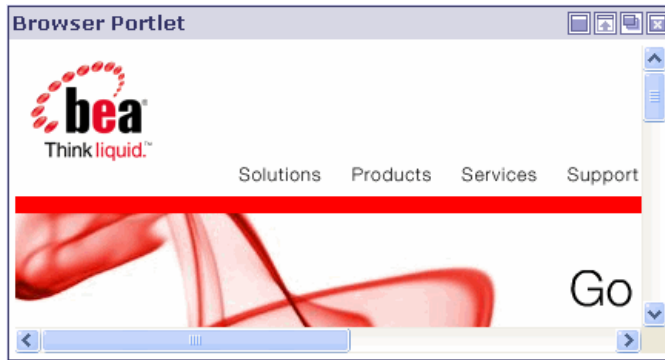 Browser Portlet
bea®
Think liquid.™
Solutions Products Services Support
Go